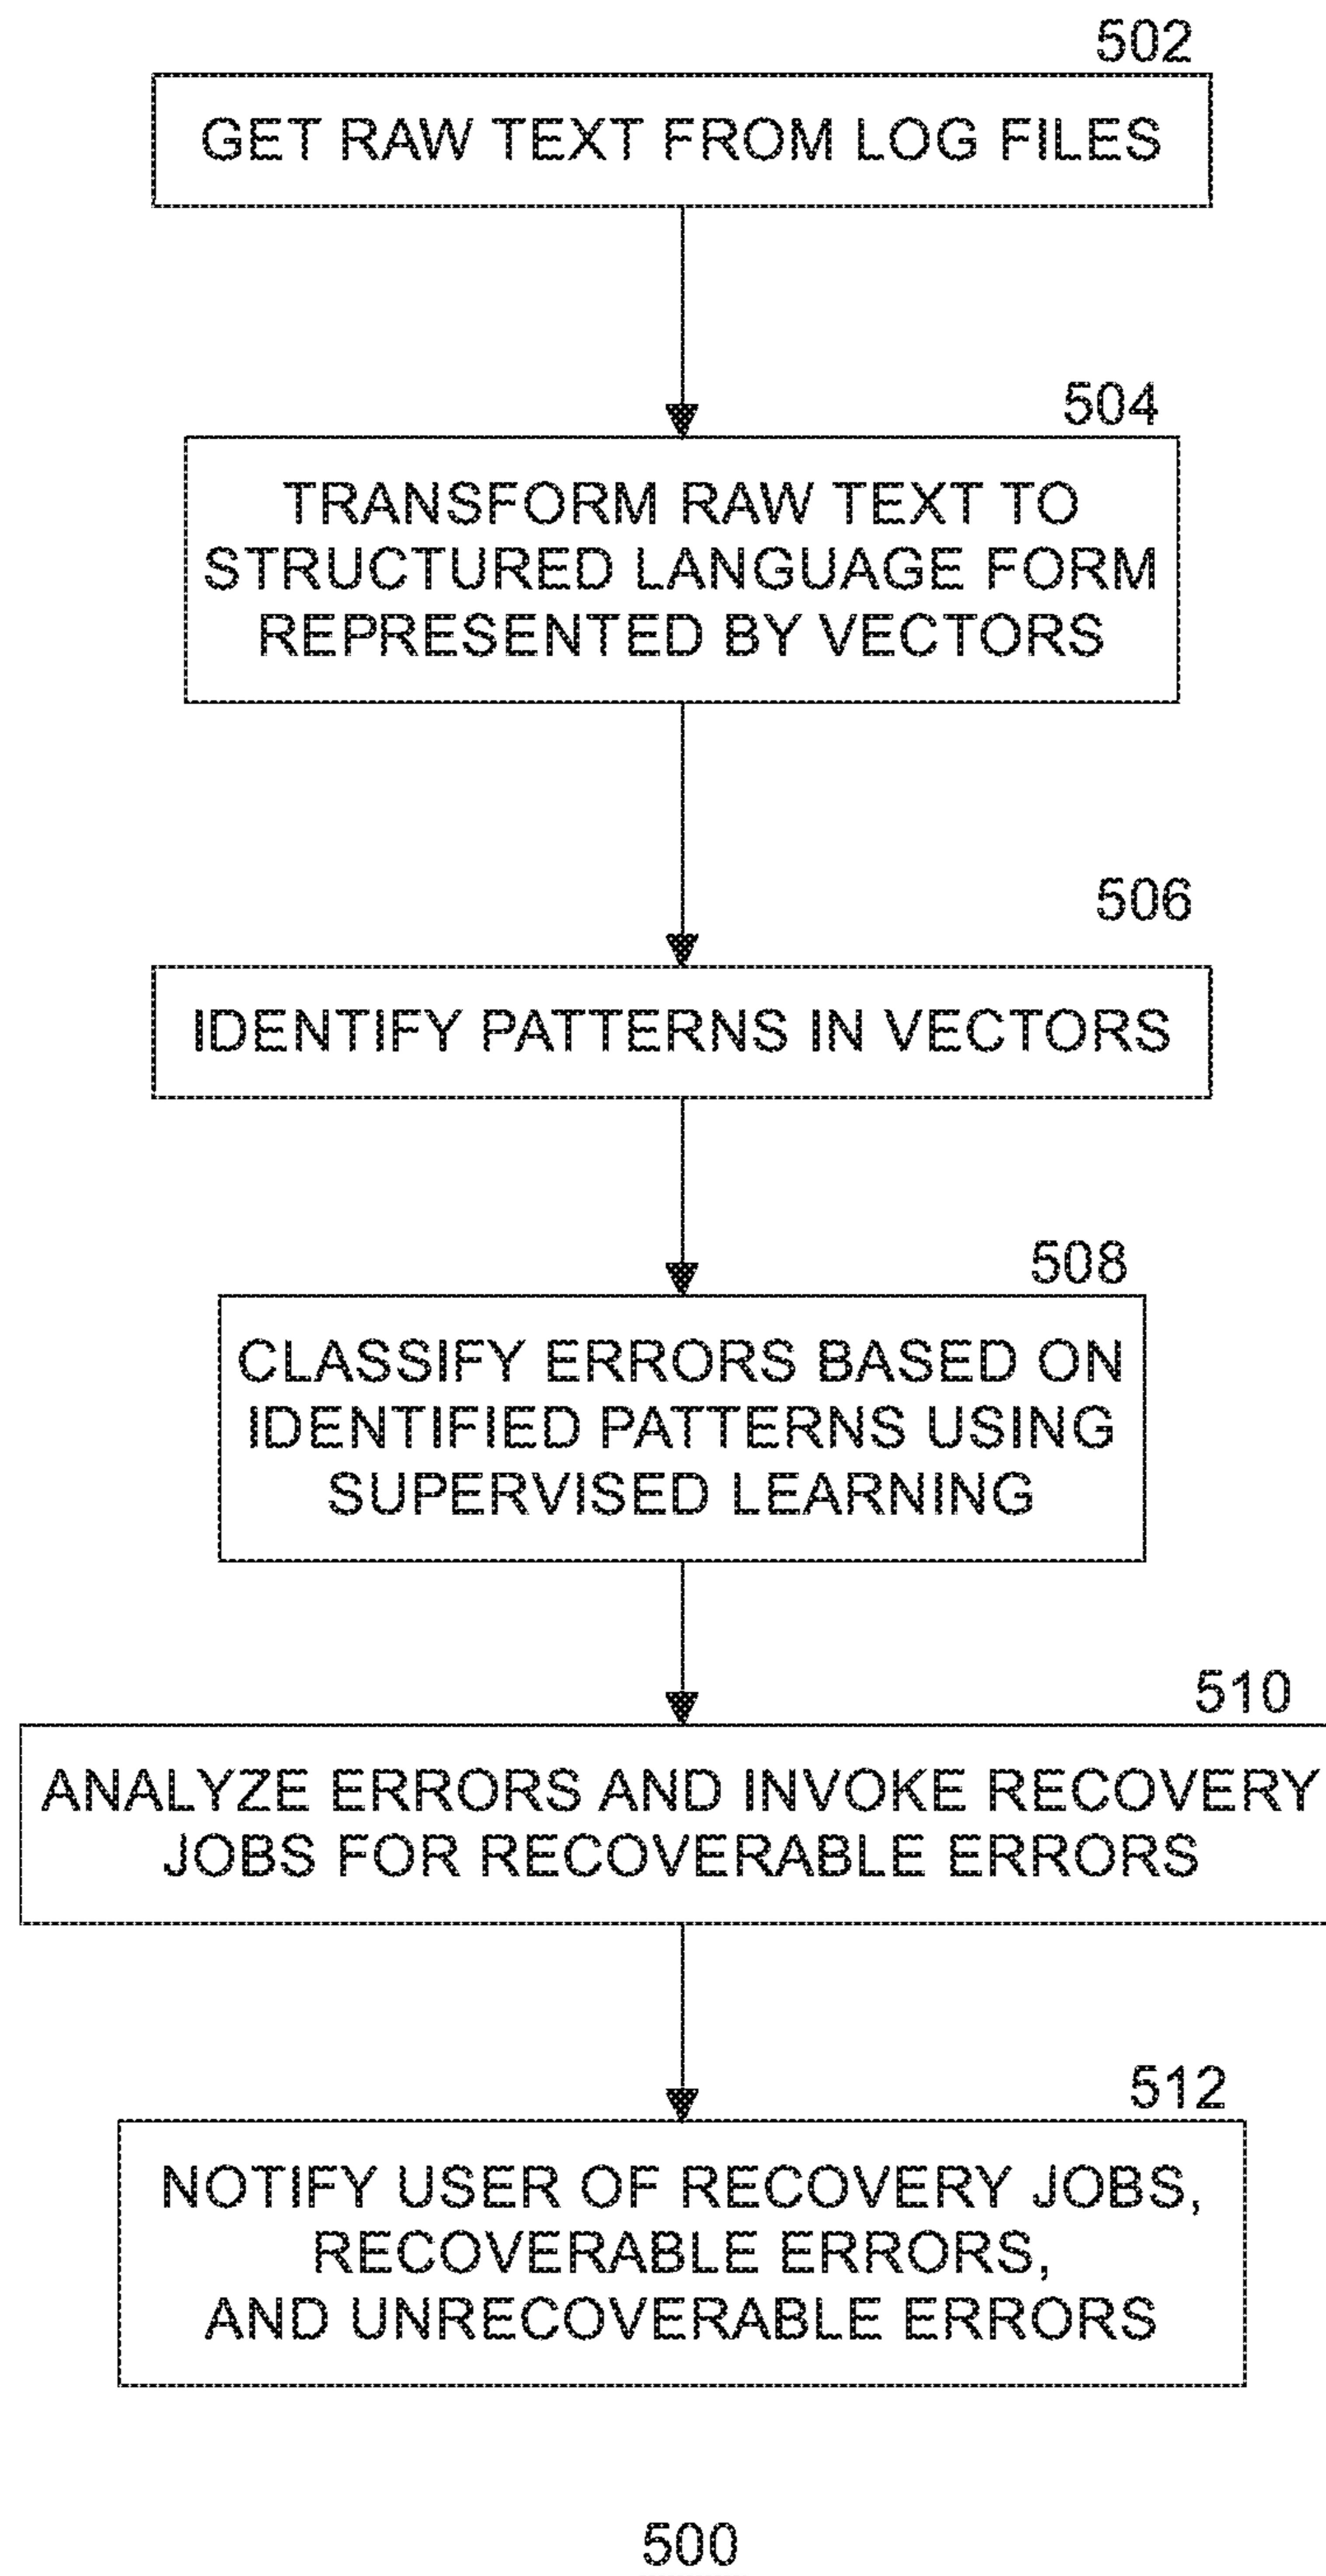 502
GET RAW TEXT FROM LOG FILES
504
TRANSFORM RAW TEXT TO
STRUCTURED LANGUAGE FORM
REPRESENTED BY VECTORS
506
IDENTIFY PATTERNS IN VECTORS
508
CLASSIFY ERRORS BASED ON
IDENTIFIED PATTERNS USING
SUPERVISED LEARNING
510
ANALYZE ERRORS AND INVOKE RECOVERY
JOBS FOR RECOVERABLE ERRORS
512
NOTIFY USER OF RECOVERY JOBS,
RECOVERABLE ERRORS,
AND UNRECOVERABLE ERRORS
500